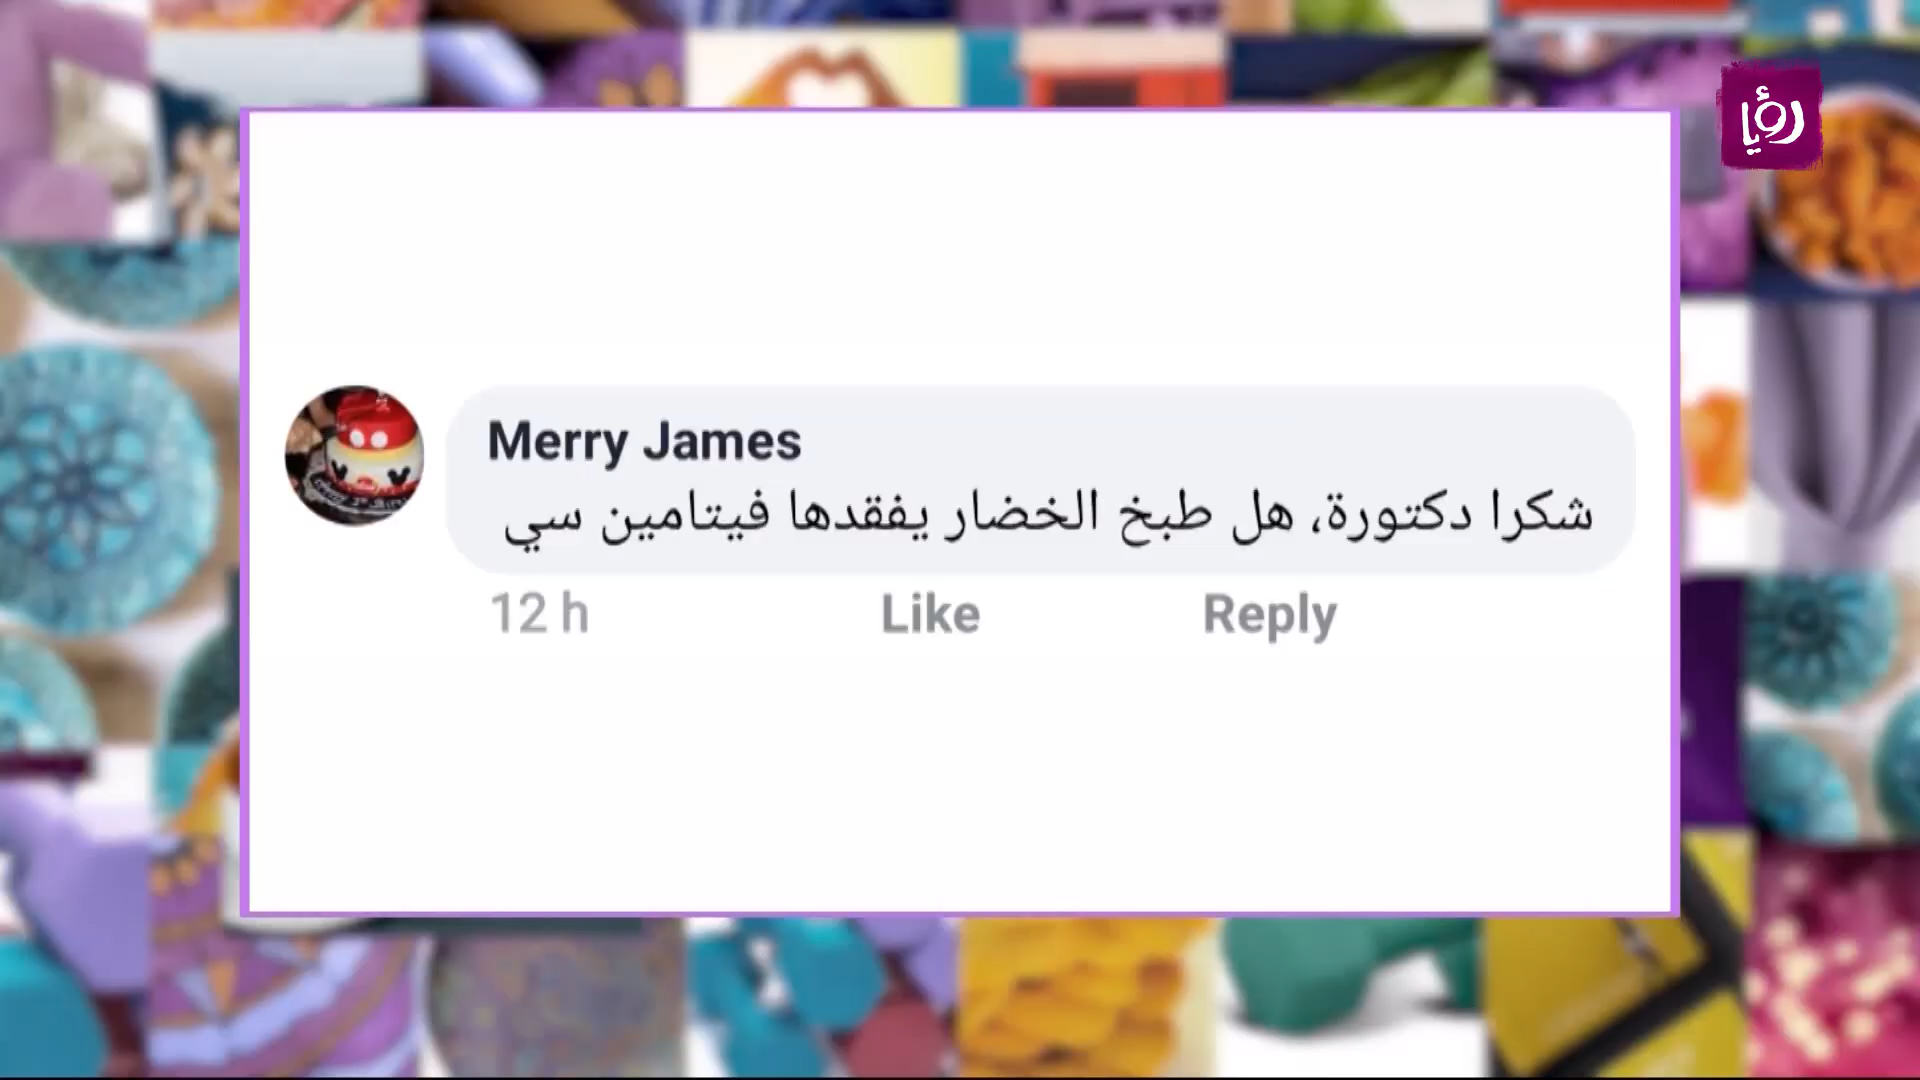 رؤيا
Merry James
شكرا دكتورة، هل طبخ الخضار يفقدها فيتامين سي
12 h Like Reply